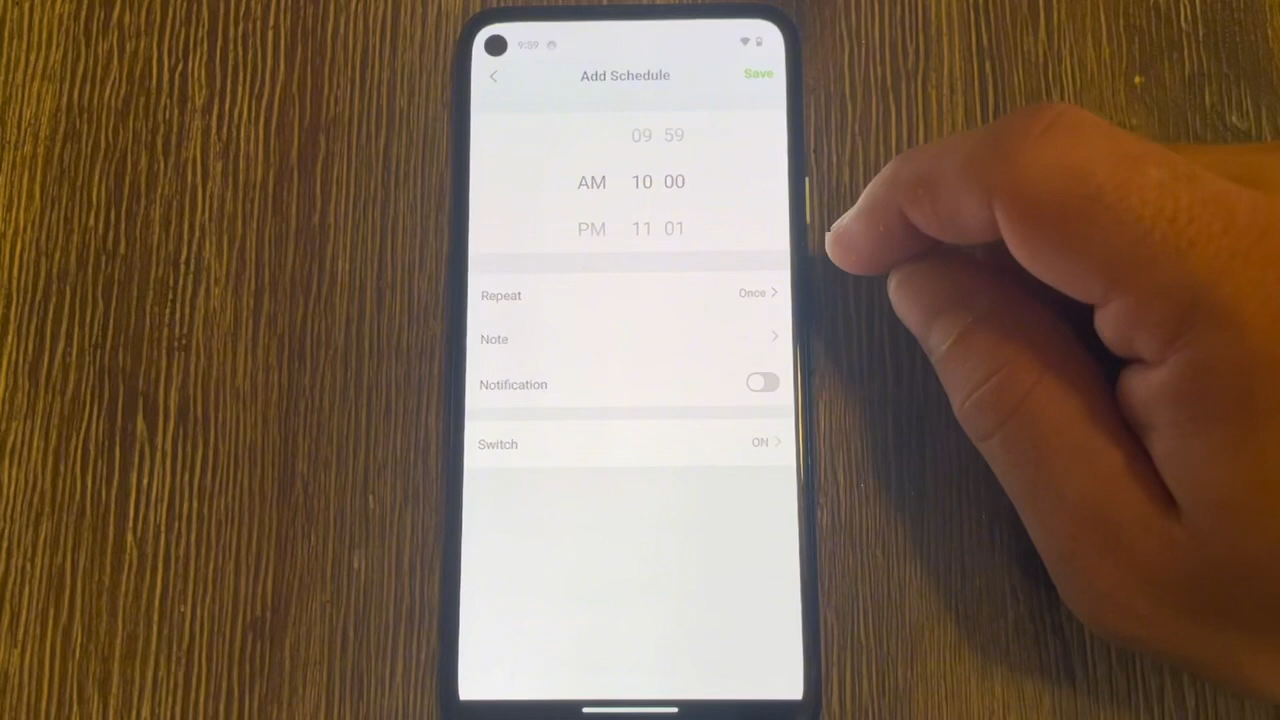 9:59
Add Schedule Save
09 59
AM 10 00
PM 11 01
Repeat Once
Note
Notification
Switch ON